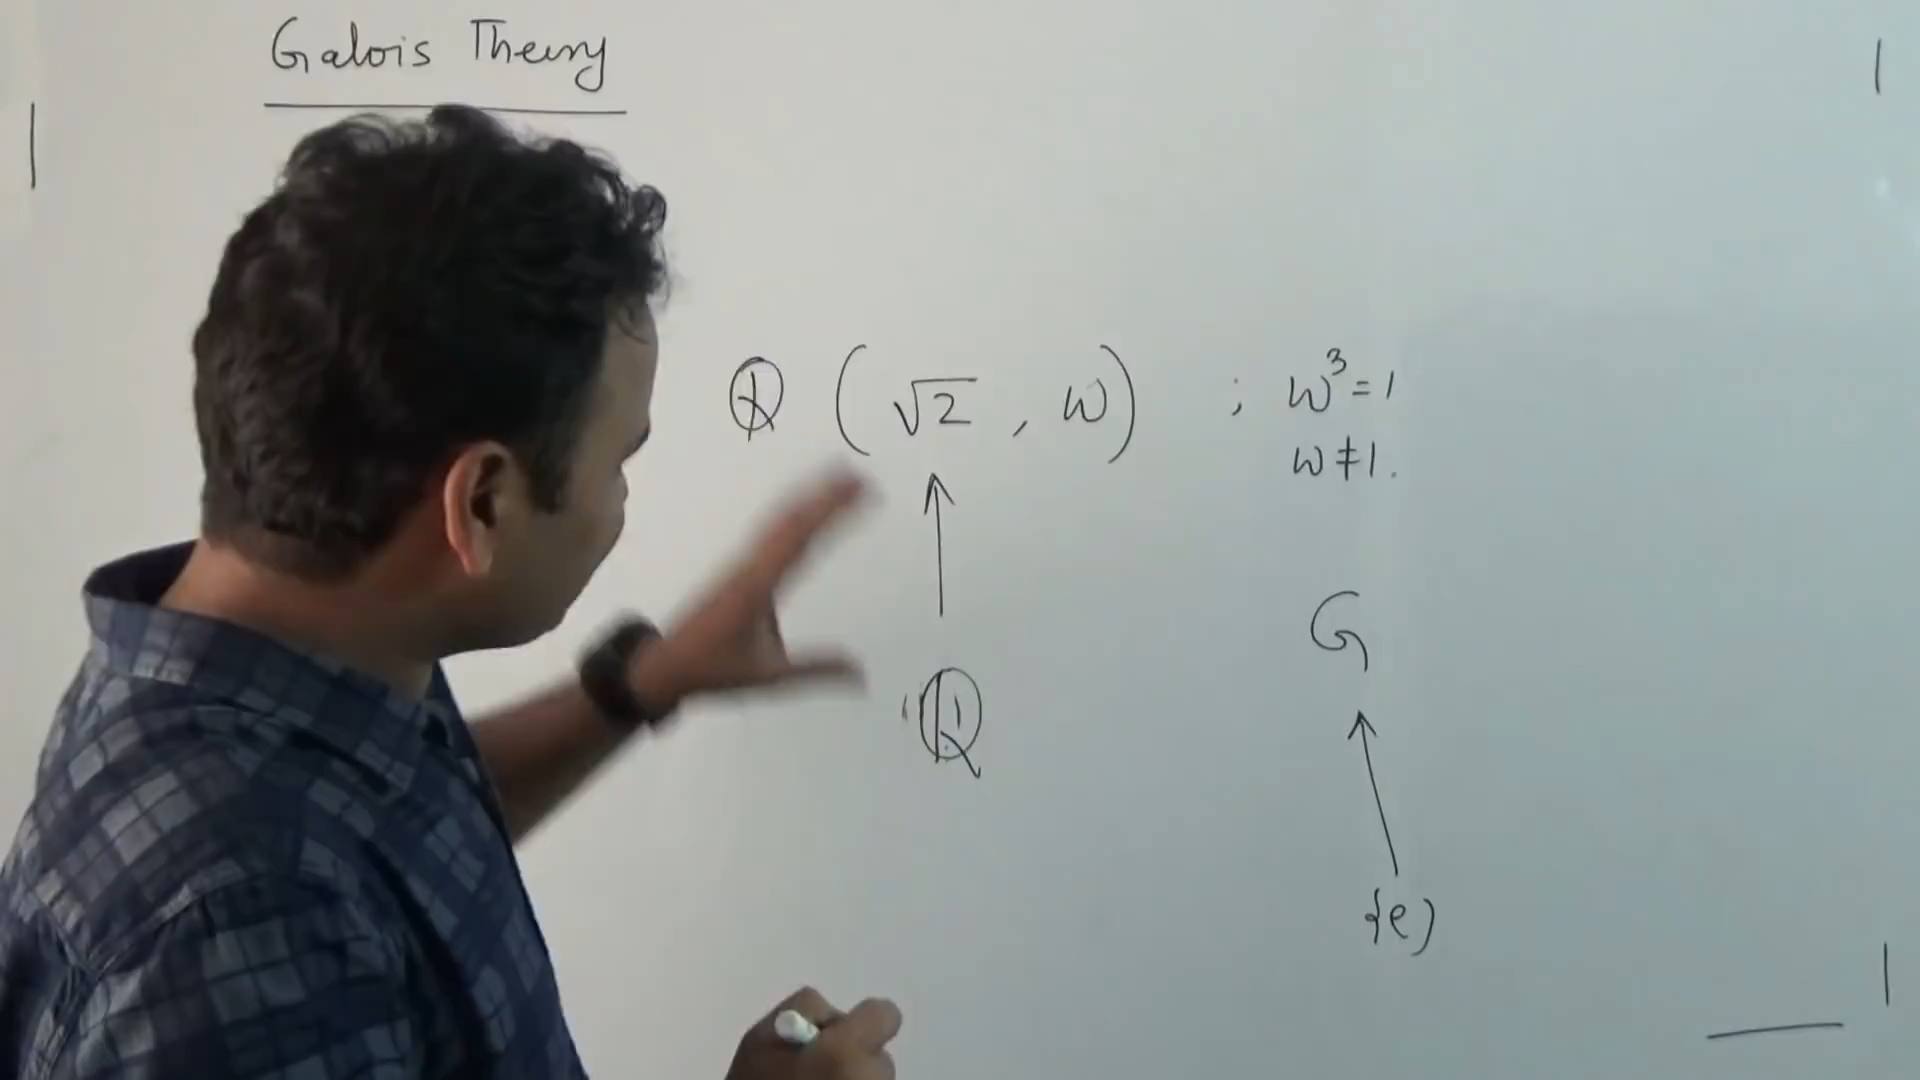 Galois Theory
ℚ (√2, ω) ; ω³=1
ω≠1.
G
ℚ
{e}